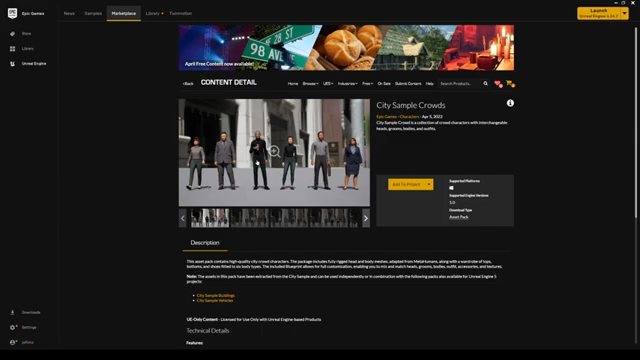 Epic Games
News
Samples
Marketplace
Library
Twinmotion
Launch
Unreal Engine
Store
Library
Unreal Engine
98 AVE
28 ST
April Free Content now available!
<Back
CONTENT DETAIL
Home
Browse
UE5
Industries
Free
On Sale
Submit Content
Help
Search Products...
City Sample Crowds
Epic Games - Characters - Apr 5, 2022
City Sample Crowd is a collection of crowd characters with interchangeable
heads, grooms, bodies, and outfits.
Add To Project
Supported Platforms
Supported Engine Versions
5.0
Download Type
Asset Pack
Description
This asset pack contains high-quality city crowd characters. The package includes fully rigged head and body meshes, adapted from MetaHumans, along with a wardrobe of tops,
bottoms, and shoes fitted to six body types. The included Blueprint allows for full customization, enabling you to mix and match heads, grooms, bodies, outfit, accessories, and textures.
Note: The assets in this pack have been extracted from the City Sample and can be used independently or in combination with the following packs also available for Unreal Engine 5
projects:
City Sample Buildings
City Sample Vehicles
UE-Only Content - Licensed for Use Only with Unreal Engine-based Products
Technical Details
Features:
Downloads
Settings